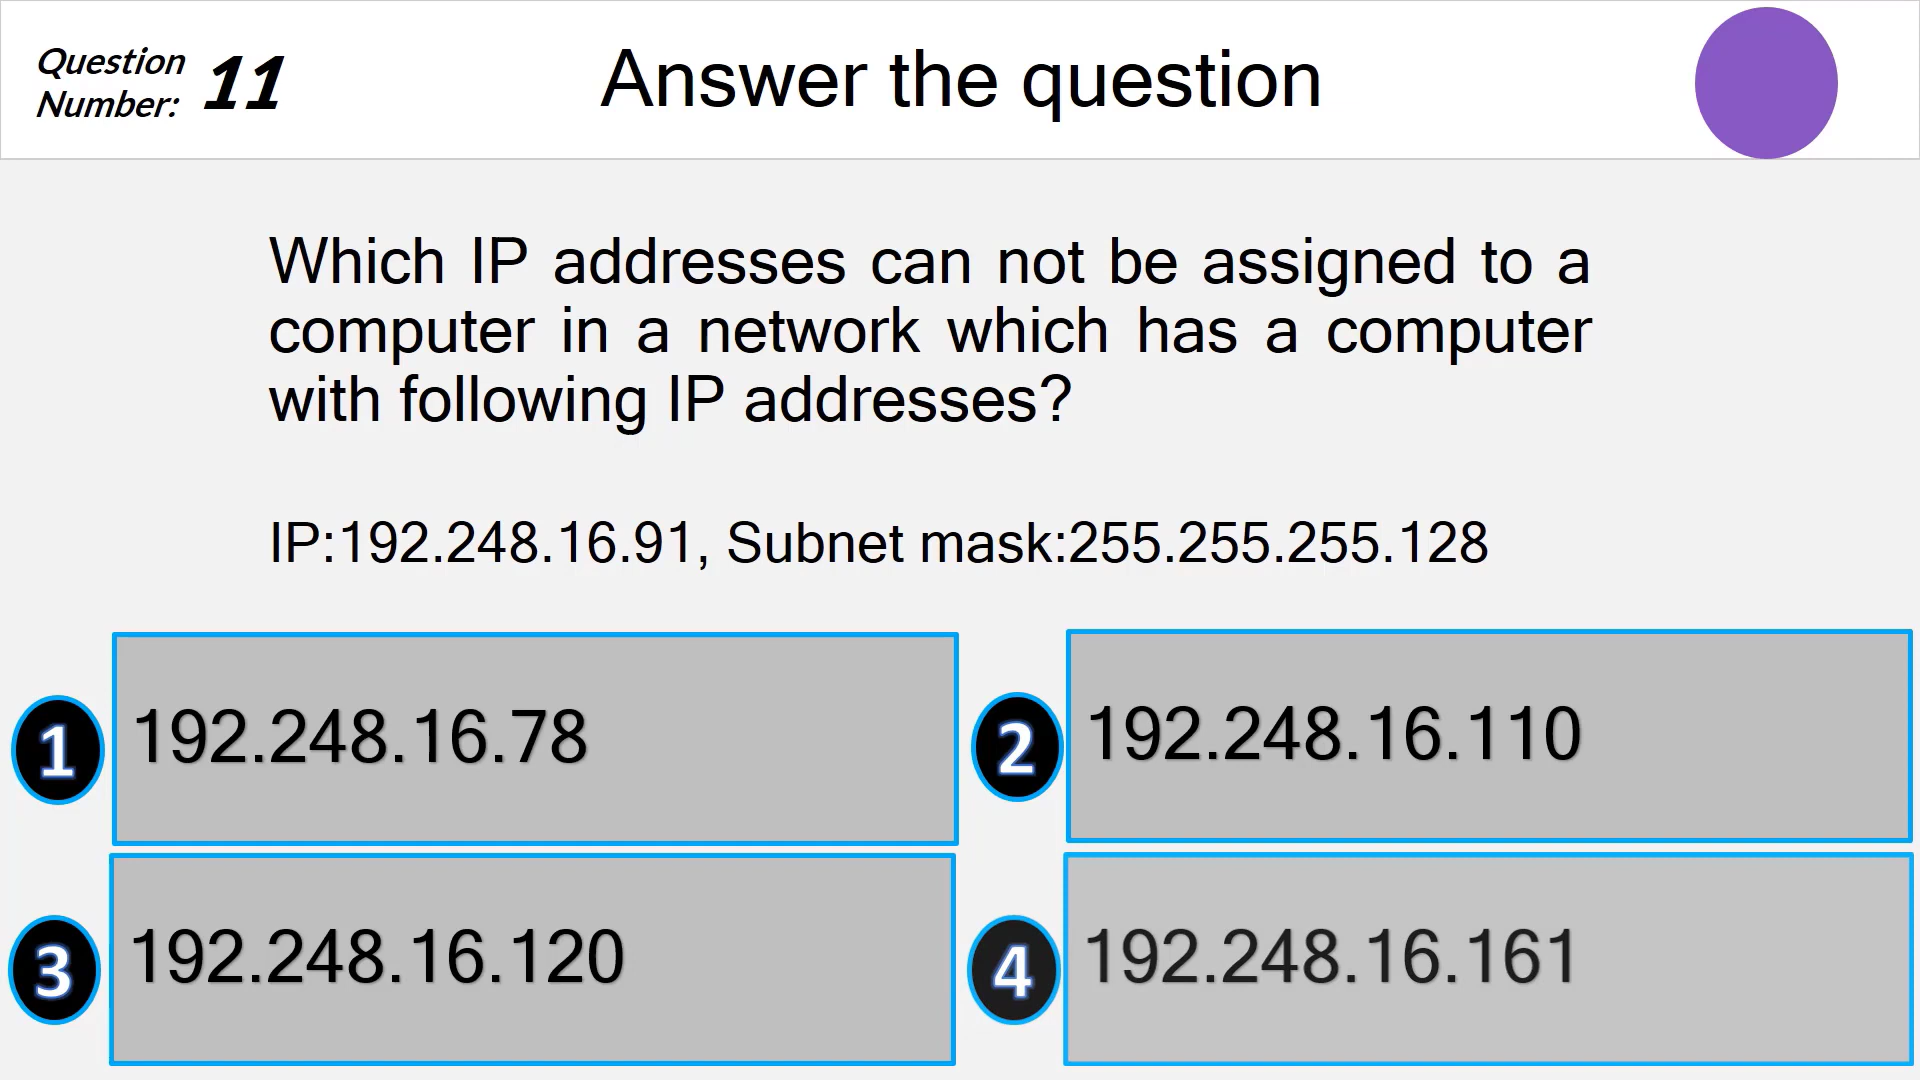 Question
Number: 11
Answer the question
Which IP addresses can not be assigned to a
computer in a network which has a computer
with following IP addresses?
IP:192.248.16.91, Subnet mask:255.255.255.128
1 192.248.16.78
2 192.248.16.110
3 192.248.16.120
4 192.248.16.161